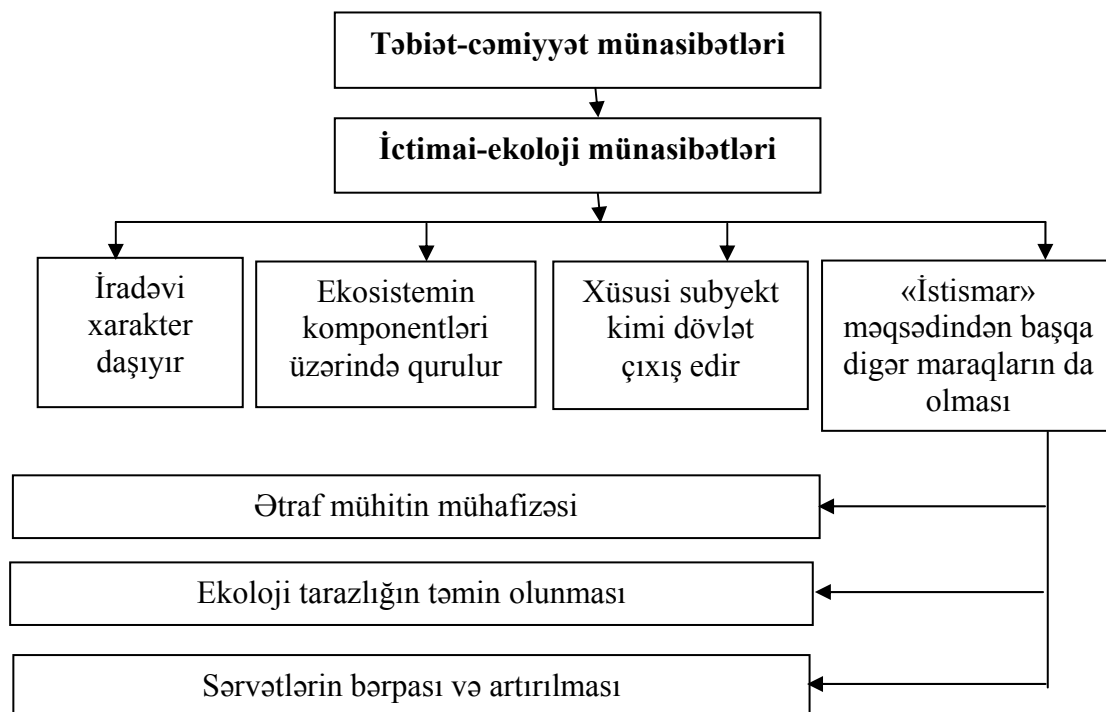 Təbiət-cəmiyyət münasibətləri
İctimai-ekoloji münasibətləri
İradəvi
xarakter
daşıyır
Ekosistemin
komponentləri
üzərində qurulur
Xüsusi subyekt
kimi dövlət
çıxış edir
«İstismar»
məqsədindən başqa
digər maraqların da
olması
Ətraf mühitin mühafizəsi
Ekoloji tarazlığın təmin olunması
Sərvətlərin bərpası və artırılması